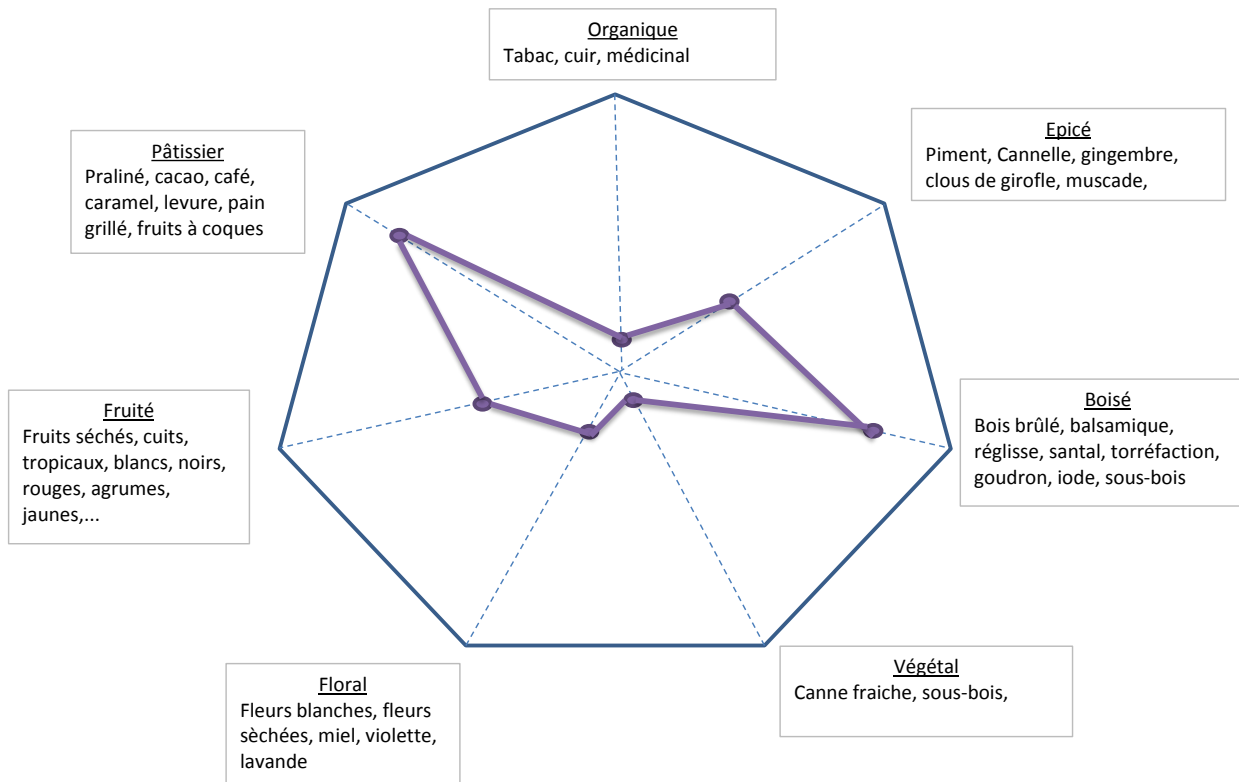 Organique
Tabac, cuir, médicinal
Epicé
Piment, Cannelle, gingembre,
clous de girofle, muscade,
Pâtissier
Praliné, cacao, café,
caramel, levure, pain
grillé, fruits à coques
Fruité
Fruits séchés, cuits,
tropicaux, blancs, noirs,
rouges, agrumes,
jaunes,...
Boisé
Bois brûlé, balsamique,
réglisse, santal, torréfaction,
goudron, iode, sous-bois
Floral
Fleurs blanches, fleurs
sèchées, miel, violette,
lavande
Végétal
Canne fraiche, sous-bois,